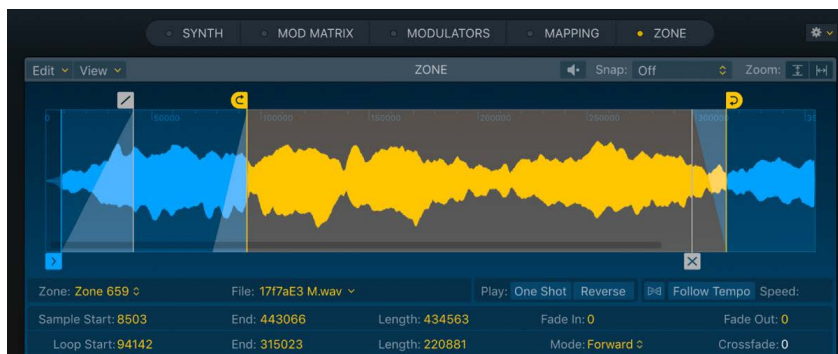 SYNTH MOD MATRIX MODULATORS MAPPING ZONE
Edit View ZONE Snap: Off Zoom:
0 50000 100000 150000 200000 250000 300000
Zone: Zone 659 File: 17f7aE3 M.wav Play: One Shot Reverse Follow Tempo Speed:
Sample Start: 8503 End: 443066 Length: 434563 Fade In: 0 Fade Out: 0
Loop Start: 94142 End: 315023 Length: 220881 Mode: Forward Crossfade: 0